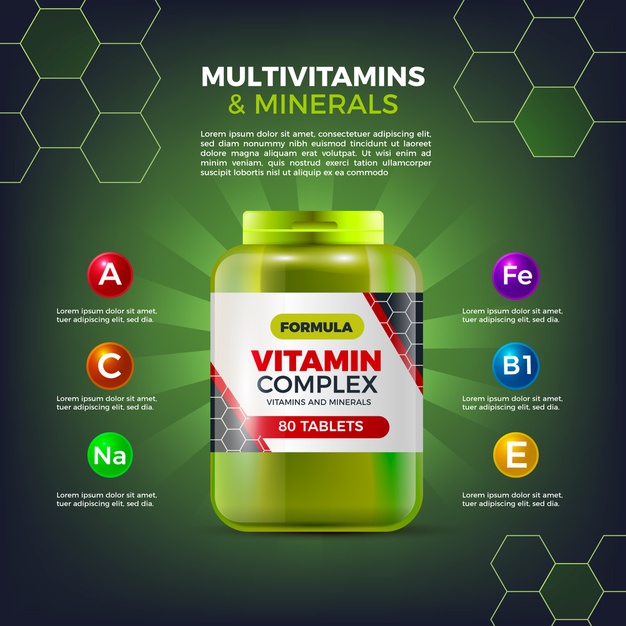 MULTIVITAMINS
& MINERALS
Lorem ipsum dolor sit amet, consectetuer
adipiscing elit, sed diam nonummy nibh
euismod tincidunt ut laoreet dolore magna
aliquam erat volutpat. Ut wisi enim ad minim
veniam, quis nostrud exerci tation ullamcorper
suscipit lobortis nisl ut aliquip ex ea commodo
A
Lorem ipsum dolor sit amet,
tuer adipiscing elit, sed dia.
C
Lorem ipsum dolor sit amet,
tuer adipiscing elit, sed dia.
Na
Lorem ipsum dolor sit amet,
tuer adipiscing elit, sed dia.
FORMULA
VITAMIN
COMPLEX
VITAMINS AND MINERALS
80 TABLETS
Fe
Lorem ipsum dolor sit amet,
tuer adipiscing elit, sed dia.
B1
Lorem ipsum dolor sit amet,
tuer adipiscing elit, sed dia.
E
Lorem ipsum dolor sit amet,
tuer adipiscing elit, sed dia.